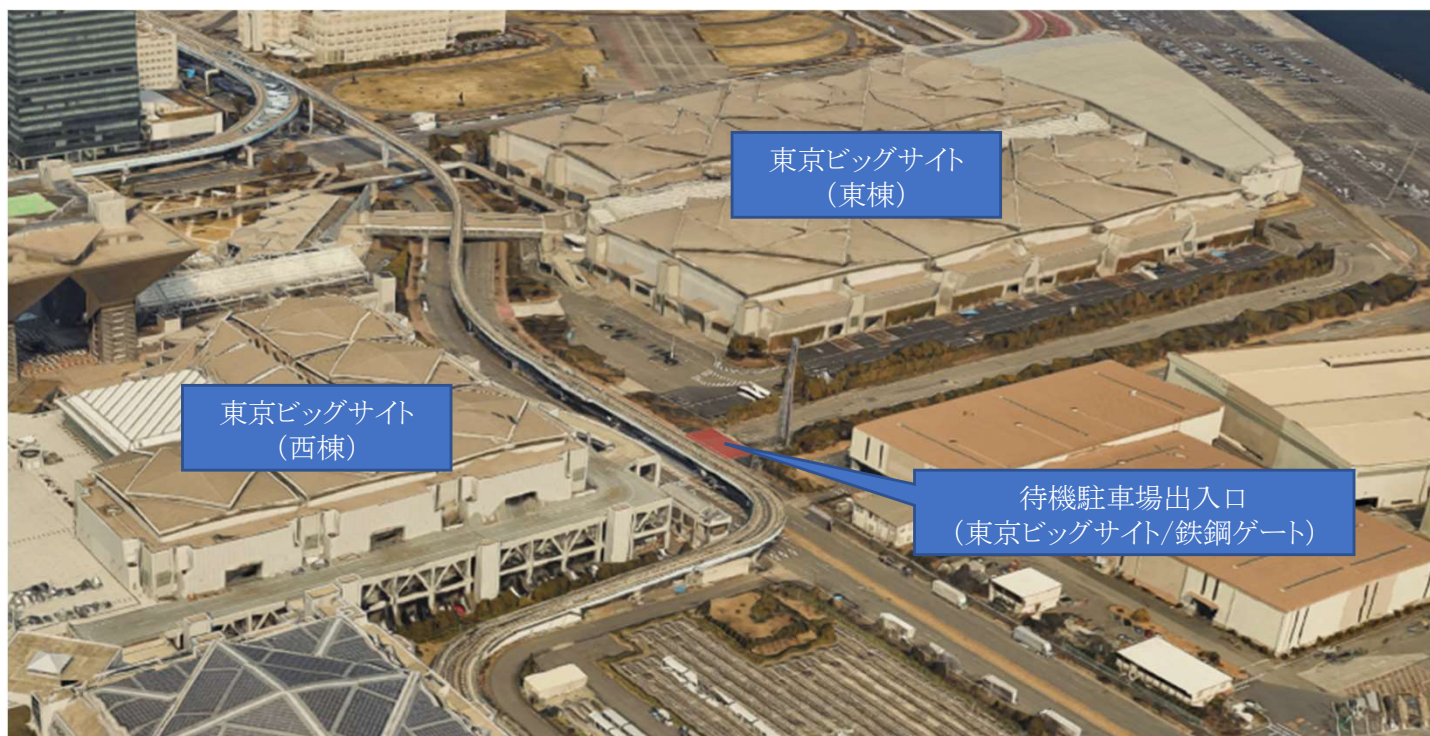 東京ビッグサイト
（東棟）
東京ビッグサイト
（西棟）
待機駐車場出入口
（東京ビッグサイト/鉄鋼ゲート）